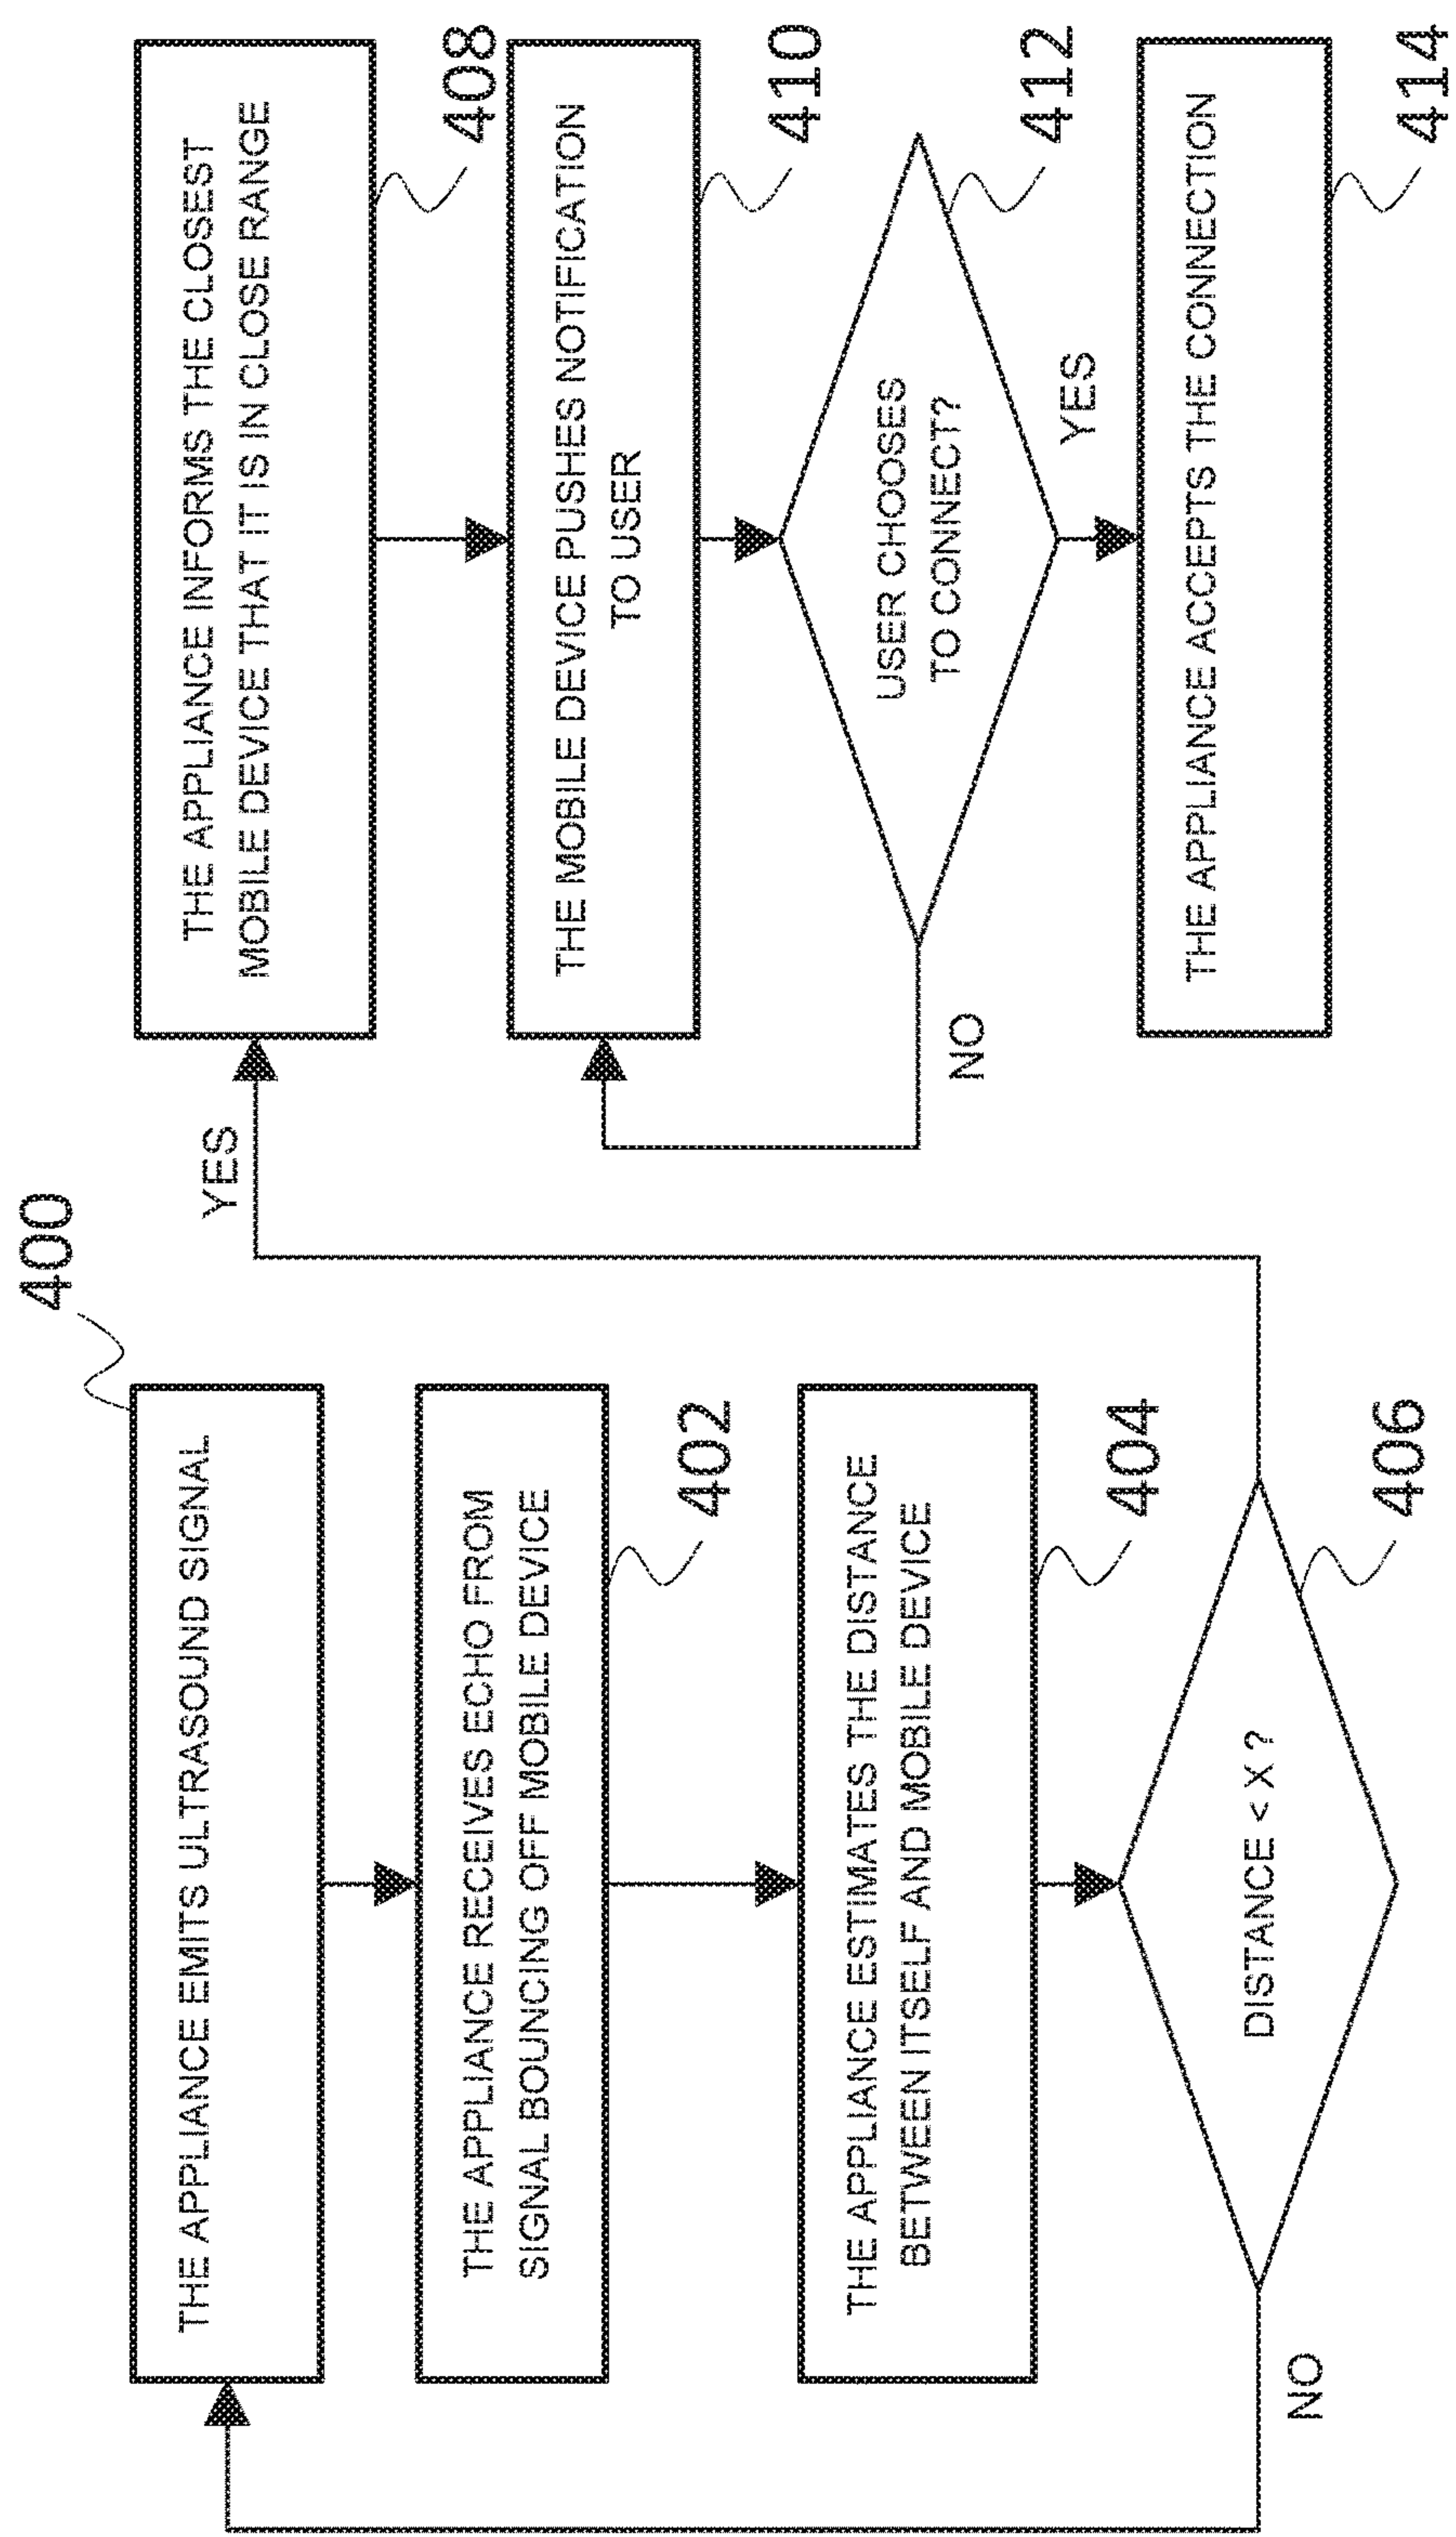 400
THE APPLIANCE EMITS ULTRASOUND SIGNAL
THE APPLIANCE RECEIVES ECHO FROM
SIGNAL BOUNCING OFF MOBILE DEVICE
402
THE APPLIANCE ESTIMATES THE DISTANCE
BETWEEN ITSELF AND MOBILE DEVICE
404
DISTANCE < X ?
406
NO
YES
THE APPLIANCE INFORMS THE CLOSEST
MOBILE DEVICE THAT IT IS IN CLOSE RANGE
408
THE MOBILE DEVICE PUSHES NOTIFICATION
TO USER
410
USER CHOOSES
TO CONNECT?
412
NO
YES
THE APPLIANCE ACCEPTS THE CONNECTION
414